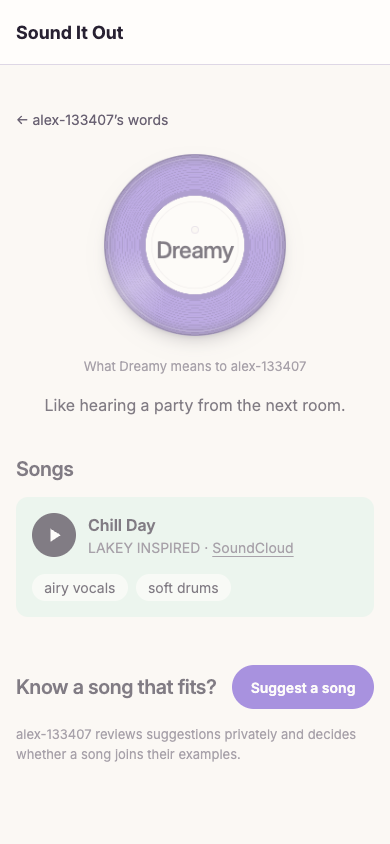 Sound It Out
← alex-133407's words
Dreamy
What Dreamy means to alex-133407
Like hearing a party from the next room.
Songs
Chill Day
LAKEY INSPIRED · SoundCloud
airy vocals soft drums
Know a song that fits? Suggest a song
alex-133407 reviews suggestions privately and decides
whether a song joins their examples.